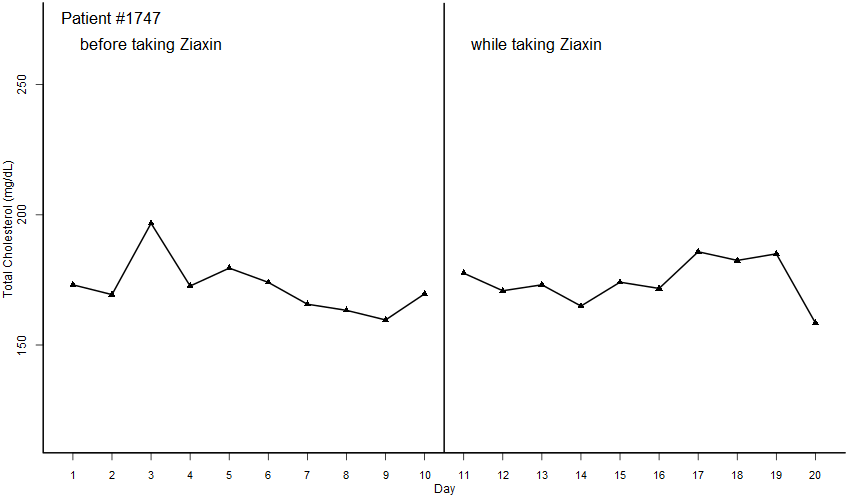 Patient #1747
before taking Ziaxin
while taking Ziaxin
Total Cholesterol (mg/dL)
250
200
150
1 2 3 4 5 6 7 8 9 10 11 12 13 14 15 16 17 18 19 20
Day